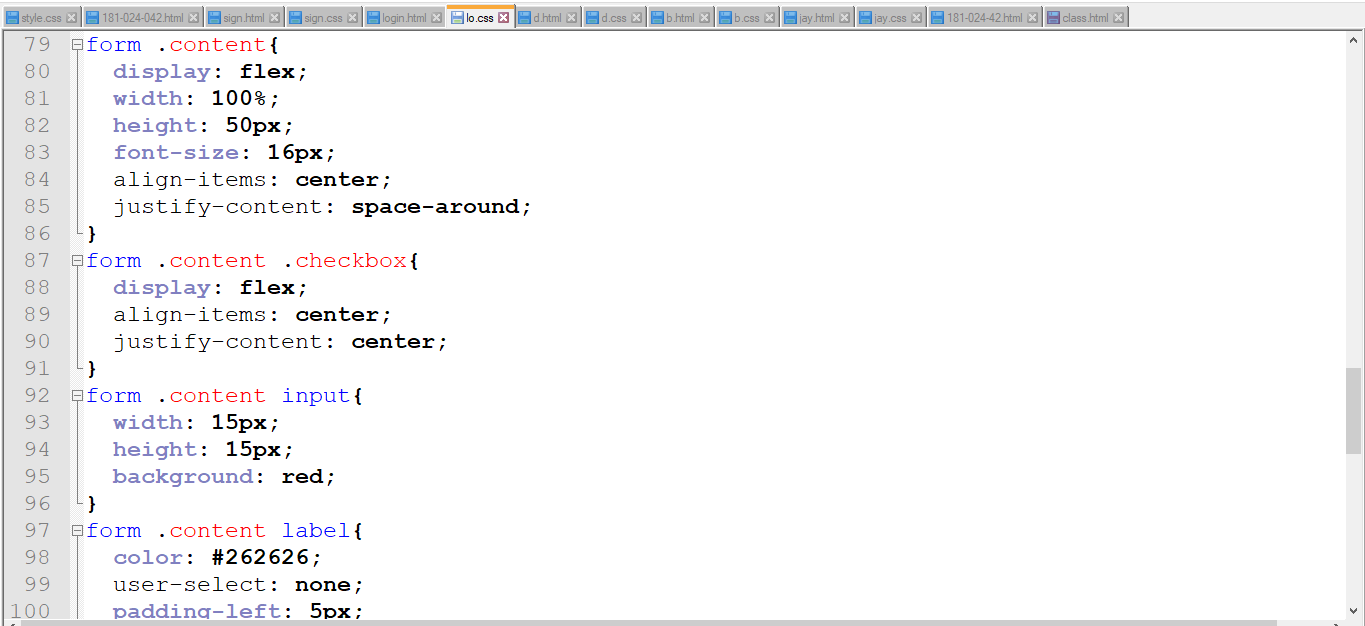 style.css 181-024-042.html sign.html sign.css login.html lo.css d.html d.css b.html b.css jay.html jay.css 181-024-42.html class.html
79 form .content{
80 display: flex;
81 width: 100%;
82 height: 50px;
83 font-size: 16px;
84 align-items: center;
85 justify-content: space-around;
86 }
87 form .content .checkbox{
88 display: flex;
89 align-items: center;
90 justify-content: center;
91 }
92 form .content input{
93 width: 15px;
94 height: 15px;
95 background: red;
96 }
97 form .content label{
98 color: #262626;
99 user-select: none;
100 padding-left: 5px;